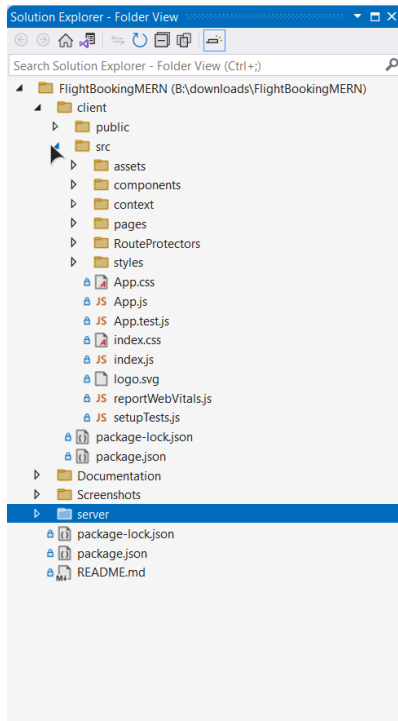 Solution Explorer - Folder View
Search Solution Explorer - Folder View (Ctrl+;)
FlightBookingMERN (B:\downloads\FlightBookingMERN)
client
public
src
assets
components
context
pages
RouteProtectors
styles
App.css
JS App.js
JS App.test.js
index.css
JS index.js
logo.svg
JS reportWebVitals.js
JS setupTests.js
package-lock.json
package.json
Documentation
Screenshots
server
package-lock.json
package.json
M↓ README.md